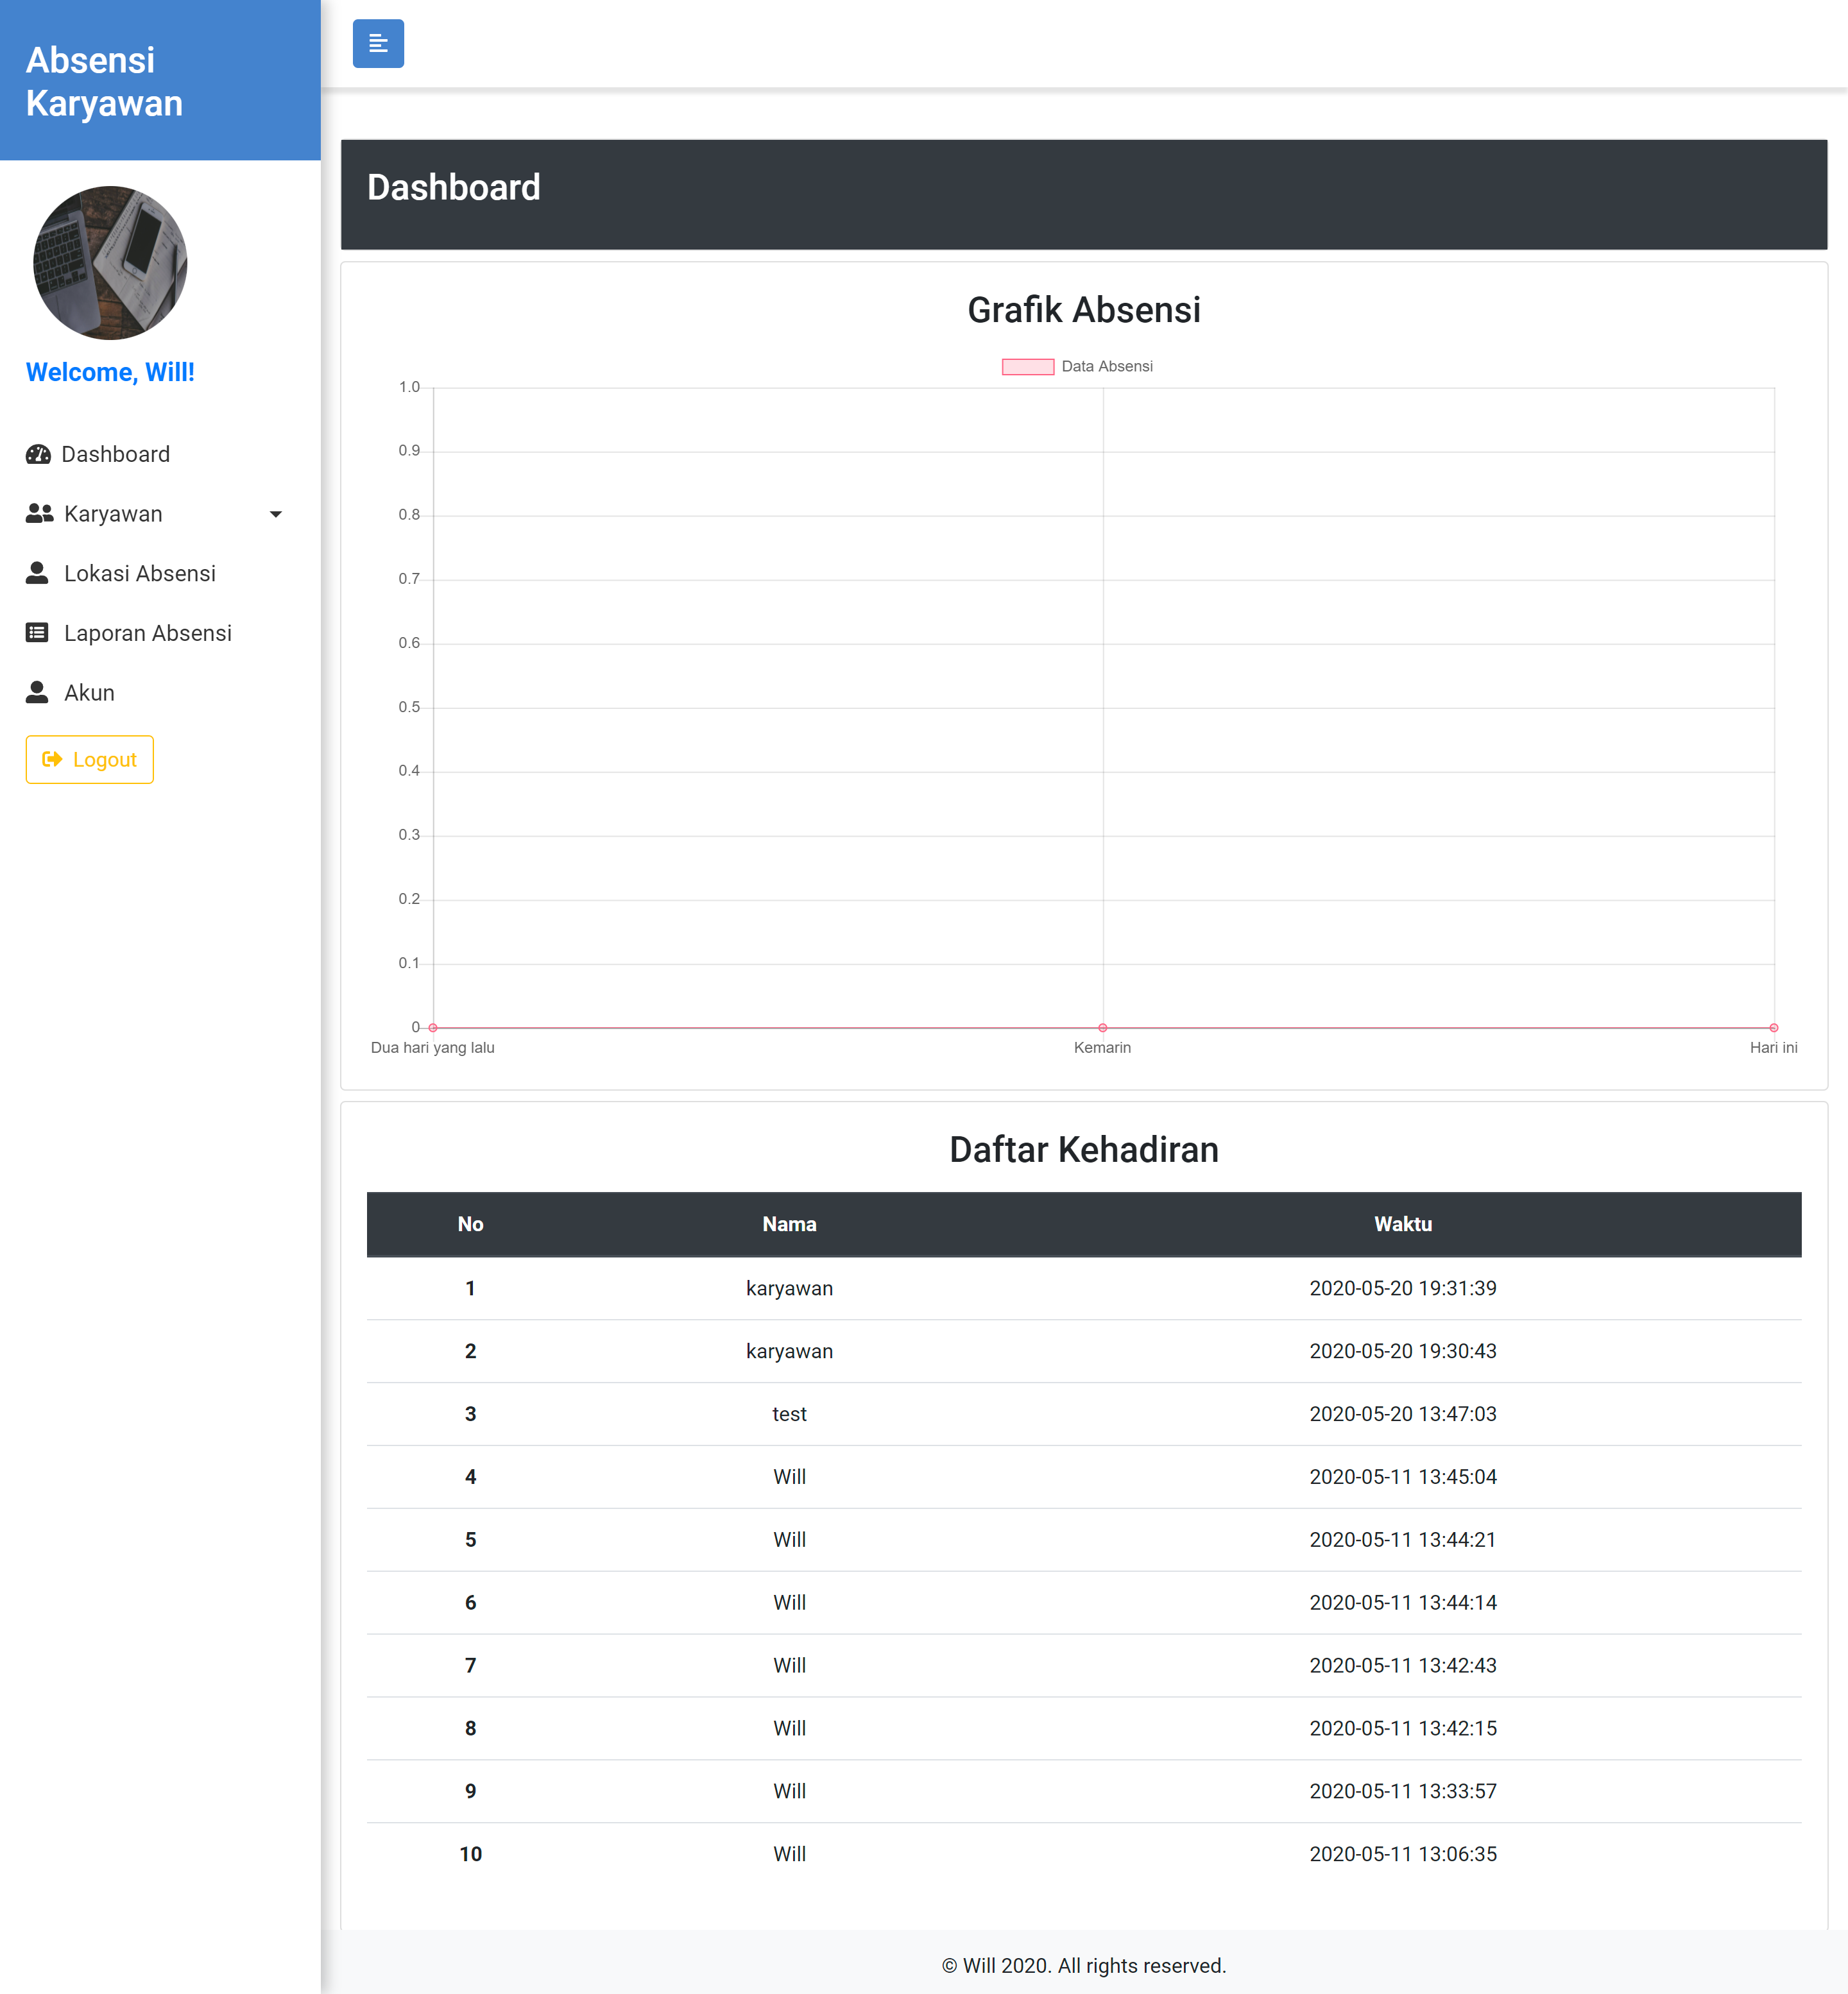 Absensi
Karyawan
Welcome, Will!
Dashboard
Karyawan
Lokasi Absensi
Laporan Absensi
Akun
Logout
Dashboard
Grafik Absensi
Data Absensi
1.0
0.9
0.8
0.7
0.6
0.5
0.4
0.3
0.2
0.1
0
Dua hari yang lalu Kemarin Hari ini
Daftar Kehadiran
No Nama Waktu
1 karyawan 2020-05-20 19:31:39
2 karyawan 2020-05-20 19:30:43
3 test 2020-05-20 13:47:03
4 Will 2020-05-11 13:45:04
5 Will 2020-05-11 13:44:21
6 Will 2020-05-11 13:44:14
7 Will 2020-05-11 13:42:43
8 Will 2020-05-11 13:42:15
9 Will 2020-05-11 13:33:57
10 Will 2020-05-11 13:06:35
© Will 2020. All rights reserved.